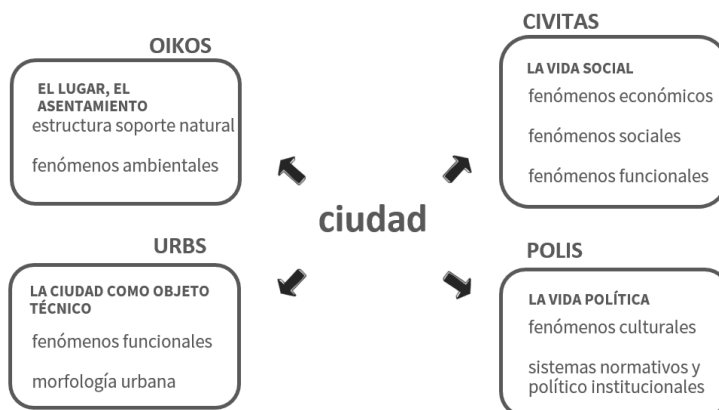 OIKOS
EL LUGAR, EL
ASENTAMIENTO
estructura soporte natural
fenómenos ambientales
CIVITAS
LA VIDA SOCIAL
fenómenos económicos
fenómenos sociales
fenómenos funcionales
ciudad
URBS
LA CIUDAD COMO OBJETO
TÉCNICO
fenómenos funcionales
morfología urbana
POLIS
LA VIDA POLÍTICA
fenómenos culturales
sistemas normativos y
político institucionales